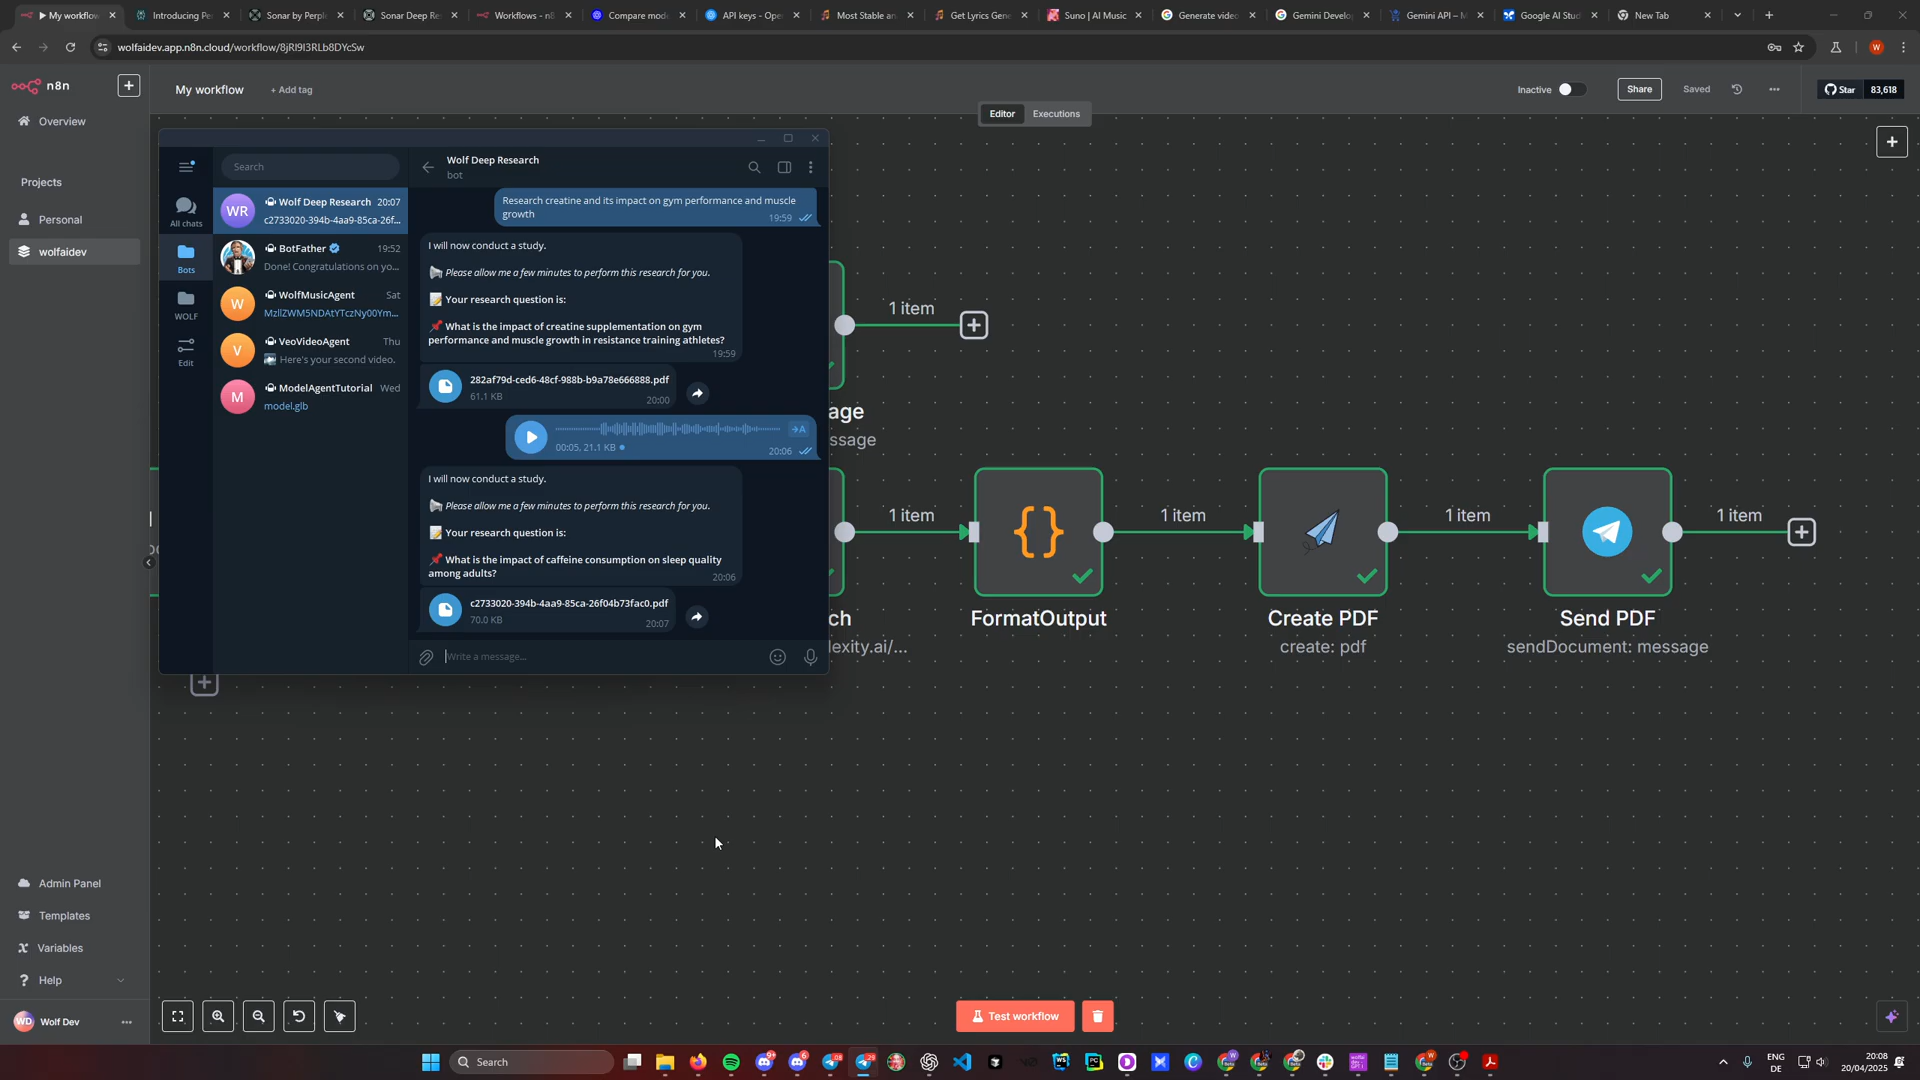 My workflow
Introducing Per
Sonar by Perple
Sonar Deep Re
Workflows - n8
Compare mode
API keys - Ope
Most Stable an
Get Lyrics Gene
Suno | AI Music
Generate video
Gemini Develo
Gemini API – M
Google AI Stud
New Tab
wolfaidev.app.n8n.cloud/workflow/8jRI9I3RLb8DYcSw
W
n8n
My workflow
+ Add tag
Inactive
Share
Saved
Star
83,618
Editor
Executions
Overview
Projects
Personal
wolfaidev
Admin Panel
Templates
Variables
Help
WD
Wolf Dev
Search
All chats
Bots
WOLF
Edit
WR
Wolf Deep Research
20:07
c2733020-394b-4aa9-85ca-26f...
BotFather
19:52
Done! Congratulations on yo...
W
WolfMusicAgent
Sat
MzllZWM5NDAtYTczNy00Ym...
V
VeoVideoAgent
Thu
Here's your second video.
M
ModelAgentTutorial
Wed
model.glb
Wolf Deep Research
bot
Research creatine and its impact on gym performance and muscle
growth
19:59
I will now conduct a study.
Please allow me a few minutes to perform this research for you.
Your research question is:
What is the impact of creatine supplementation on gym
performance and muscle growth in resistance training athletes?
19:59
282af79d-ced6-48cf-988b-b9a78e666888.pdf
61.1 KB
20:00
A
00:05, 21.1 KB
20:06
I will now conduct a study.
Please allow me a few minutes to perform this research for you.
Your research question is:
What is the impact of caffeine consumption on sleep quality
among adults?
20:06
c2733020-394b-4aa9-85ca-26f04b73fac0.pdf
70.0 KB
20:07
Write a message...
1 item
age
ssage
1 item
1 item
1 item
1 item
ch
lexity.ai/...
FormatOutput
Create PDF
create: pdf
Send PDF
sendDocument: message
Test workflow
Search
ENG
DE
20:08
20/04/2025